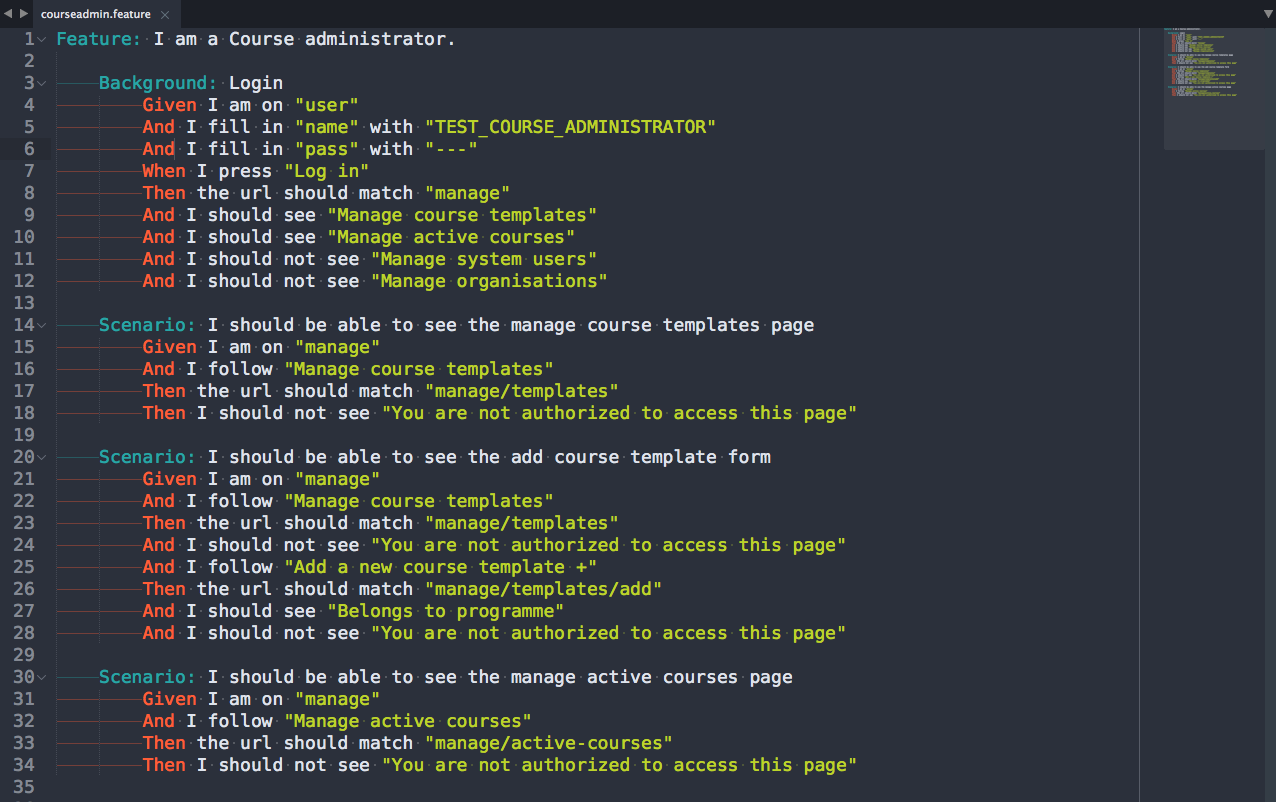 courseadmin.feature
1 Feature: I am a Course administrator.
2
3 Background: Login
4 Given I am on "user"
5 And I fill in "name" with "TEST_COURSE_ADMINISTRATOR"
6 And I fill in "pass" with "---"
7 When I press "Log in"
8 Then the url should match "manage"
9 And I should see "Manage course templates"
10 And I should see "Manage active courses"
11 And I should not see "Manage system users"
12 And I should not see "Manage organisations"
13
14 Scenario: I should be able to see the manage course templates page
15 Given I am on "manage"
16 And I follow "Manage course templates"
17 Then the url should match "manage/templates"
18 Then I should not see "You are not authorized to access this page"
19
20 Scenario: I should be able to see the add course template form
21 Given I am on "manage"
22 And I follow "Manage course templates"
23 Then the url should match "manage/templates"
24 And I should not see "You are not authorized to access this page"
25 And I follow "Add a new course template +"
26 Then the url should match "manage/templates/add"
27 And I should see "Belongs to programme"
28 And I should not see "You are not authorized to access this page"
29
30 Scenario: I should be able to see the manage active courses page
31 Given I am on "manage"
32 And I follow "Manage active courses"
33 Then the url should match "manage/active-courses"
34 Then I should not see "You are not authorized to access this page"
35